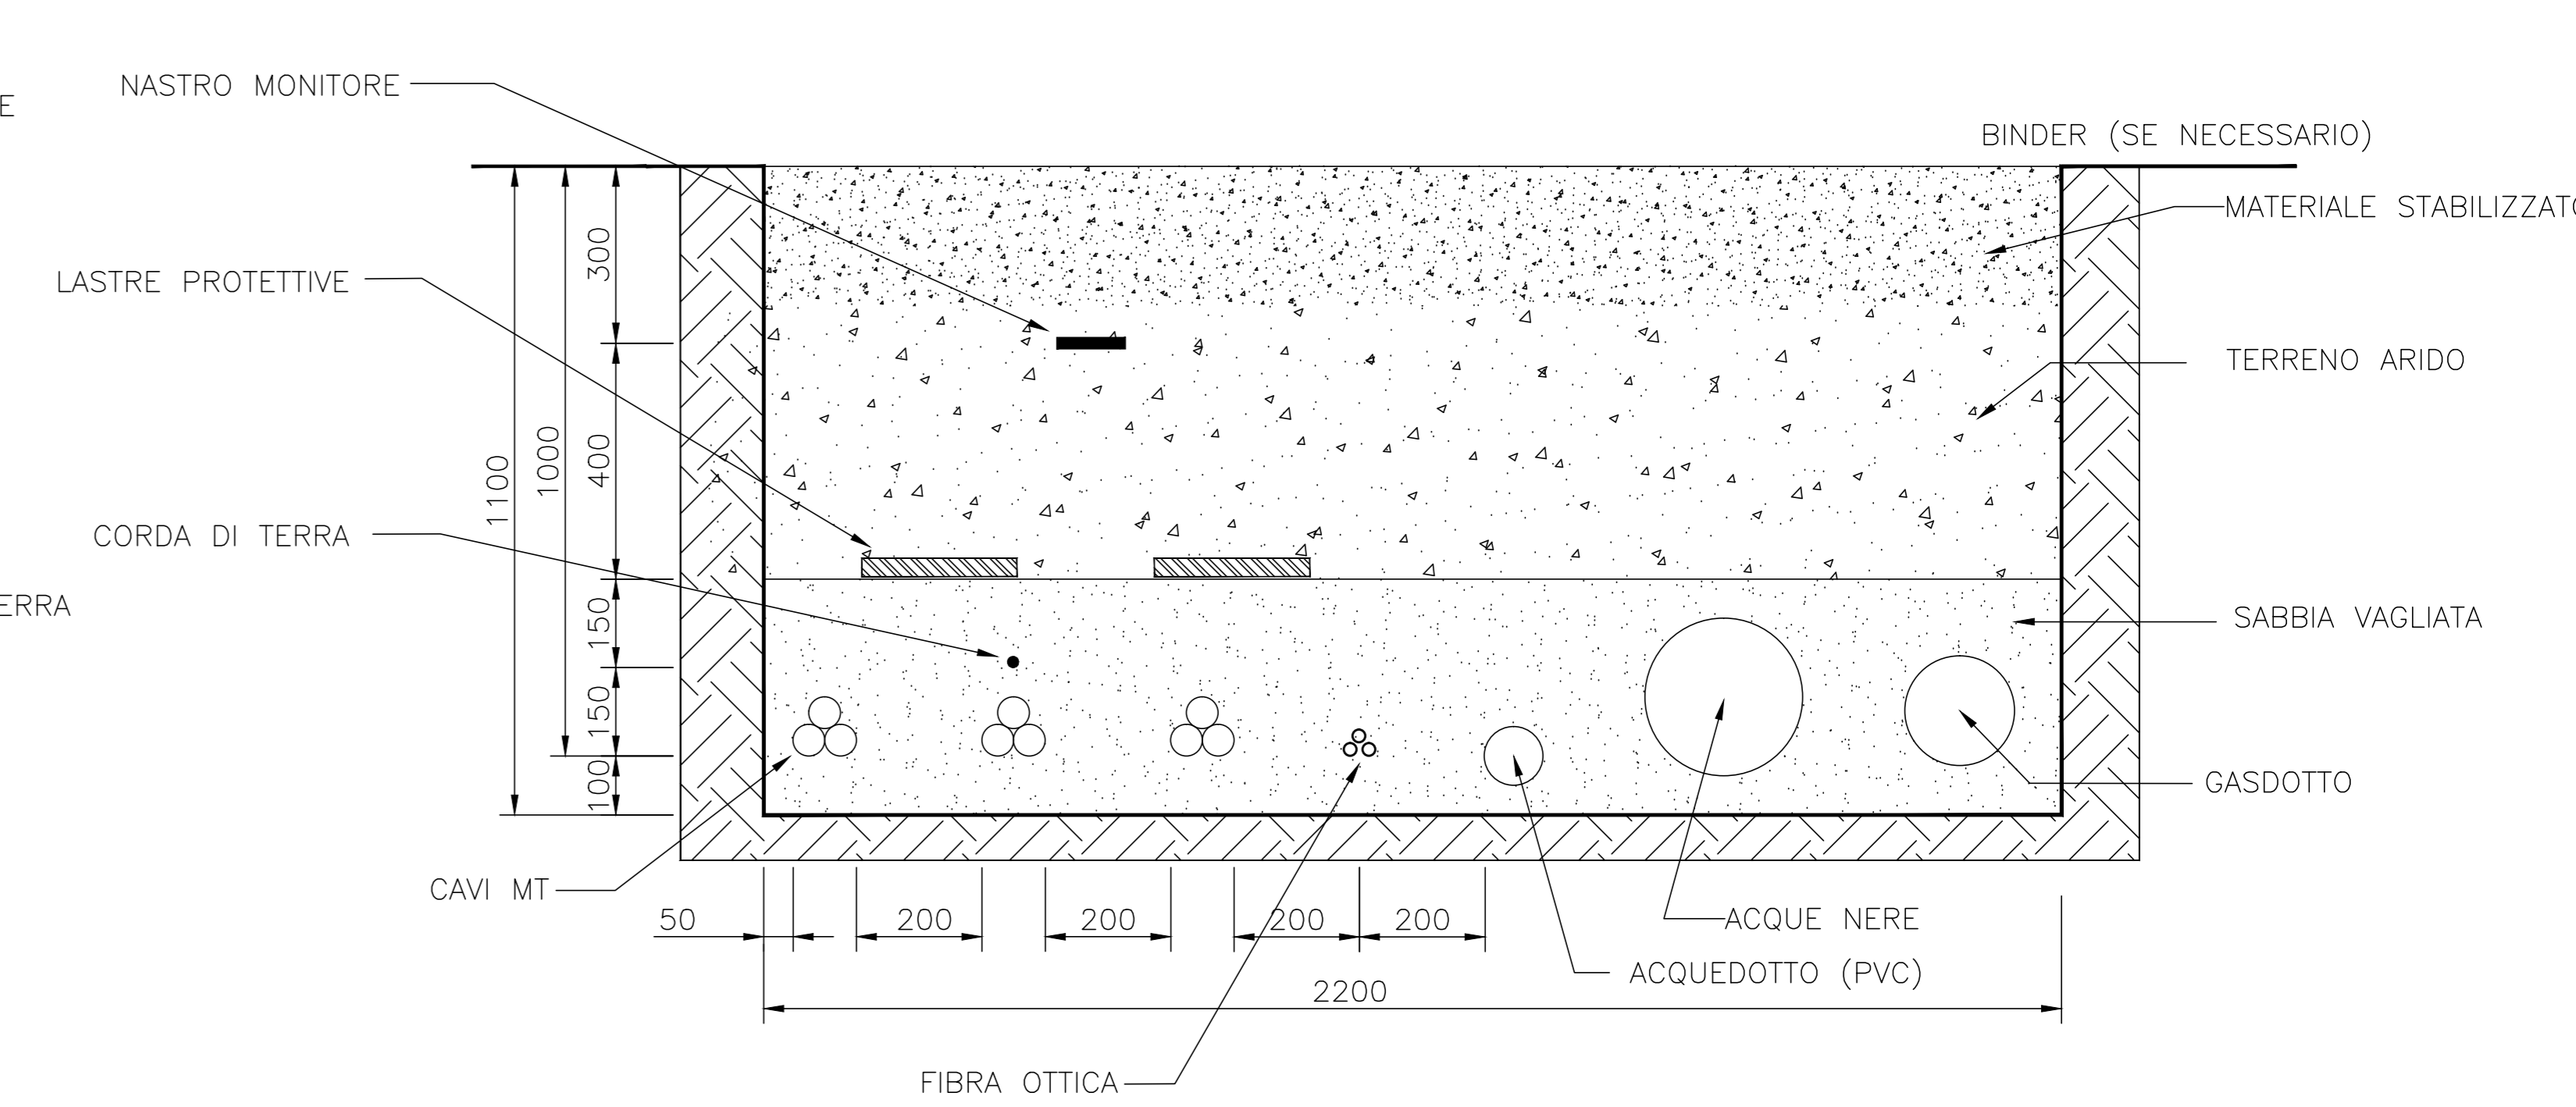 NASTRO MONITORE
E
BINDER (SE NECESSARIO)
MATERIALE STABILIZZATO
300
LASTRE PROTETTIVE
TERRENO ARIDO
400
1000
1100
CORDA DI TERRA
ERRA
150
SABBIA VAGLIATA
150
100
GASDOTTO
CAVI MT
50
200
200
200
200
ACQUE NERE
ACQUEDOTTO (PVC)
2200
FIBRA OTTICA